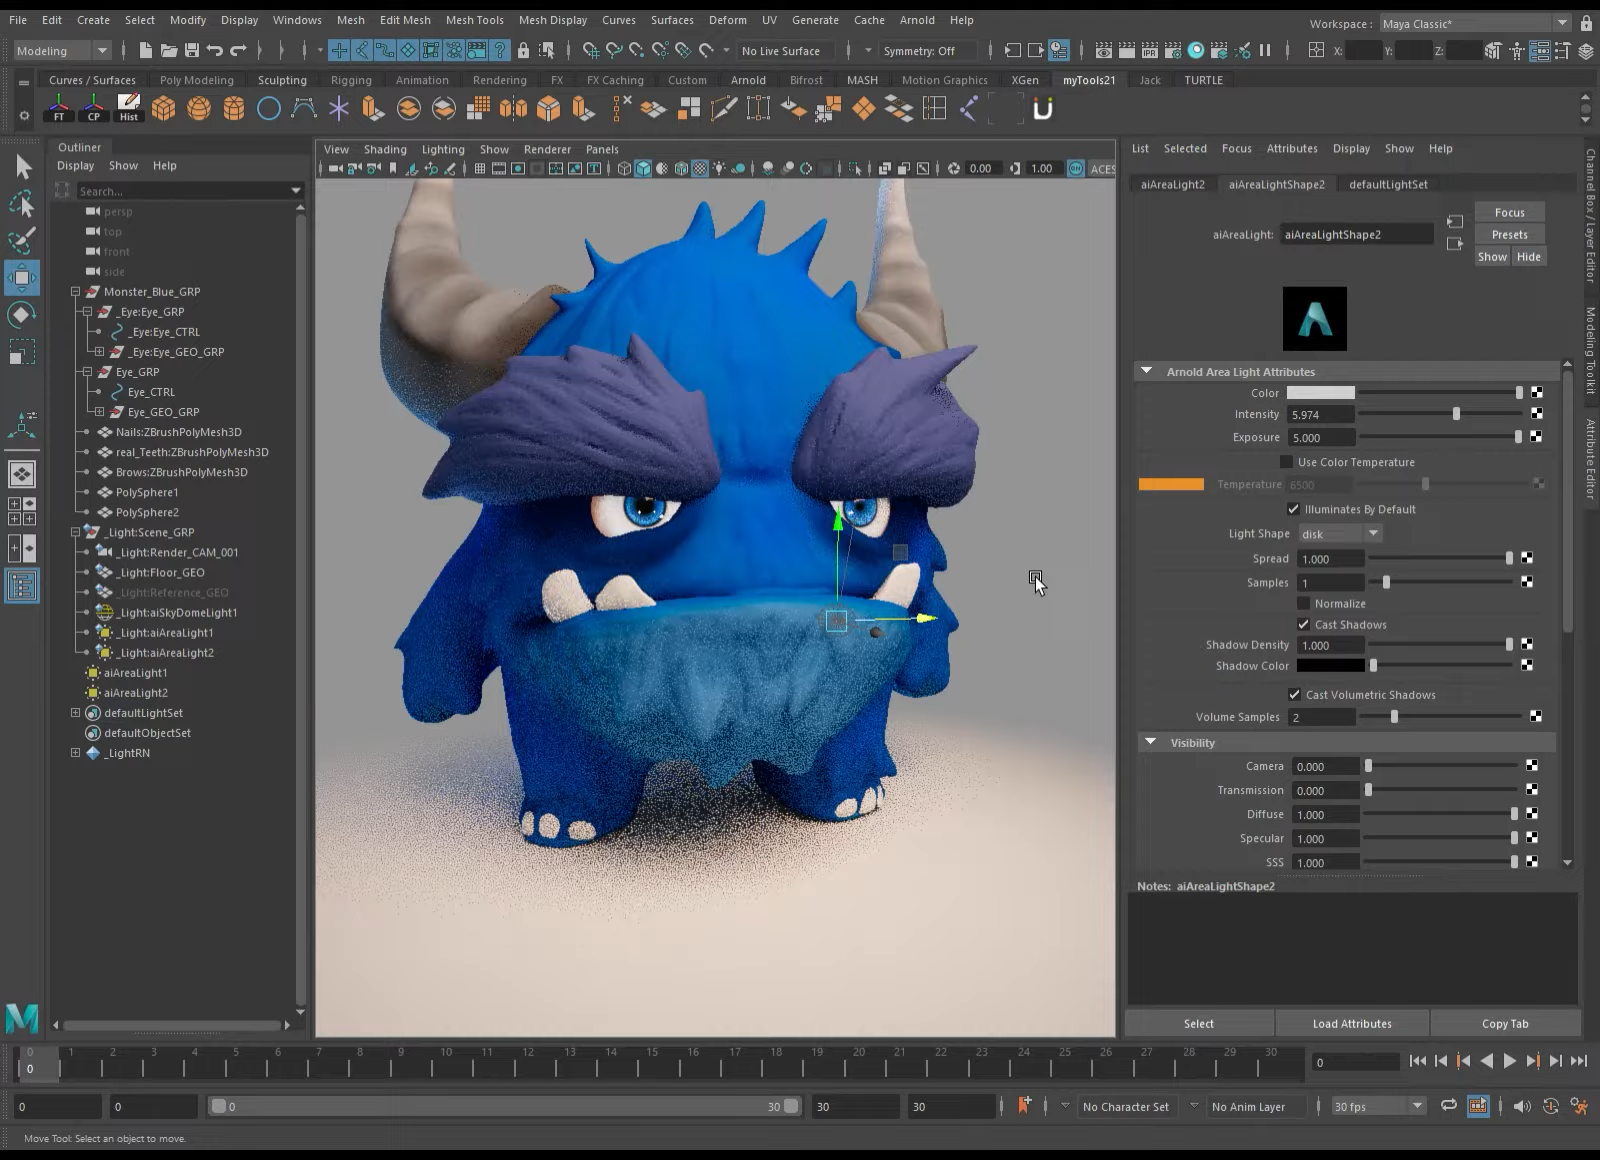 File Edit Create Select Modify Display Windows Mesh Edit Mesh Mesh Tools Mesh Display Curves Surfaces Deform UV Generate Cache Arnold Help
Workspace : Maya Classic*
Modeling No Live Surface Symmetry: Off X: Y: Z:
Curves / Surfaces Poly Modeling Sculpting Rigging Animation Rendering FX FX Caching Custom Arnold Bifrost MASH Motion Graphics XGen myTools21 Jack TURTLE
FT CP Hist
Outliner
Display Show Help
Search...
persp
top
front
side
Monster_Blue_GRP
_Eye:Eye_GRP
_Eye:Eye_CTRL
_Eye:Eye_GEO_GRP
Eye_GRP
Eye_CTRL
Eye_GEO_GRP
Nails:ZBrushPolyMesh3D
real_Teeth:ZBrushPolyMesh3D
Brows:ZBrushPolyMesh3D
PolySphere1
PolySphere2
_Light:Scene_GRP
_Light:Render_CAM_001
_Light:Floor_GEO
_Light:Reference_GEO
_Light:aiSkyDomeLight1
_Light:aiAreaLight1
_Light:aiAreaLight2
aiAreaLight1
aiAreaLight2
defaultLightSet
defaultObjectSet
_LightRN
View Shading Lighting Show Renderer Panels
0.00 1.00 ACES
List Selected Focus Attributes Display Show Help
aiAreaLight2 aiAreaLightShape2 defaultLightSet
aiAreaLight: aiAreaLightShape2
Focus
Presets
Show Hide
Arnold Area Light Attributes
Color
Intensity 5.974
Exposure 5.000
Use Color Temperature
Temperature 6500
Illuminates By Default
Light Shape disk
Spread 1.000
Samples 1
Normalize
Cast Shadows
Shadow Density 1.000
Shadow Color
Cast Volumetric Shadows
Volume Samples 2
Visibility
Camera 0.000
Transmission 0.000
Diffuse 1.000
Specular 1.000
SSS 1.000
Notes: aiAreaLightShape2
Select Load Attributes Copy Tab
Channel Box / Layer Editor
Modeling Toolkit
Attribute Editor
0 1 2 3 4 5 6 7 8 9 10 11 12 13 14 15 16 17 18 19 20 21 22 23 24 25 26 27 28 29 30
0 0
0 0 0 30 30 30 No Character Set No Anim Layer 30 fps
Move Tool: Select an object to move.